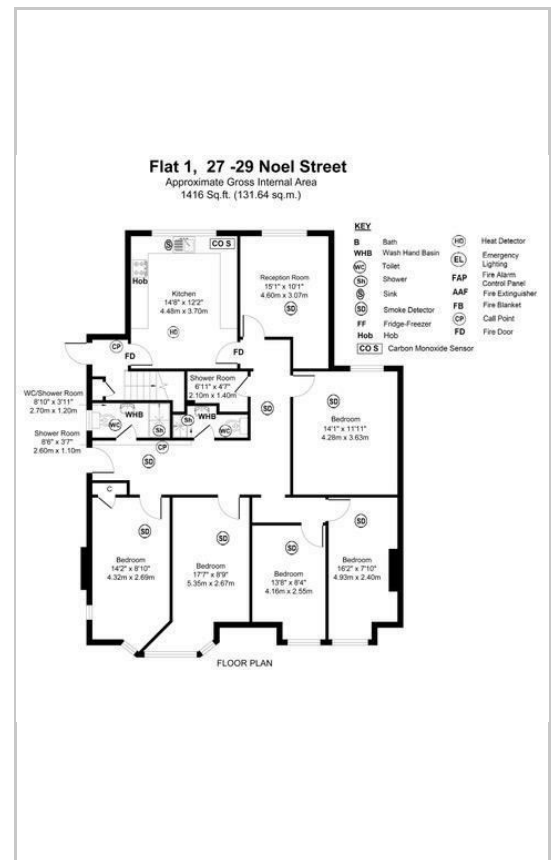 Flat 1, 27 -29 Noel Street
Approximate Gross Internal Area
1416 Sq.ft. (131.64 sq.m.)
KEY
B Bath
WHB Wash Hand Basin
WC Toilet
Sh Shower
S Sink
SD Smoke Detector
FF Fridge-Freezer
Hob Hob
CO S Carbon Monoxide Sensor
HD Heat Detector
EL Emergency
Lighting
FAP Fire Alarm
Control Panel
AAF Fire Extinguisher
FB Fire Blanket
CP Call Point
FD Fire Door
S
CO S
Hob
Kitchen
14'8" x 12'2"
4.48m x 3.70m
HD
Reception Room
15'1" x 10'1"
4.60m x 3.07m
SD
CP
FD
FD
Shower Room
6'11" x 4'7"
2.10m x 1.40m
SD
SD
WC/Shower Room
8'10" x 3'11"
2.70m x 1.20m
WHB
WC
Sh
Sh
WHB
WC
Shower Room
8'6" x 3'7"
2.60m x 1.10m
CP
SD
Bedroom
14'1" x 11'11"
4.28m x 3.63m
C
SD
Bedroom
14'2" x 8'10"
4.32m x 2.69m
SD
Bedroom
17'7" x 8'9"
5.35m x 2.67m
SD
Bedroom
13'8" x 8'4"
4.16m x 2.55m
SD
Bedroom
16'2" x 7'10"
4.93m x 2.40m
FLOOR PLAN